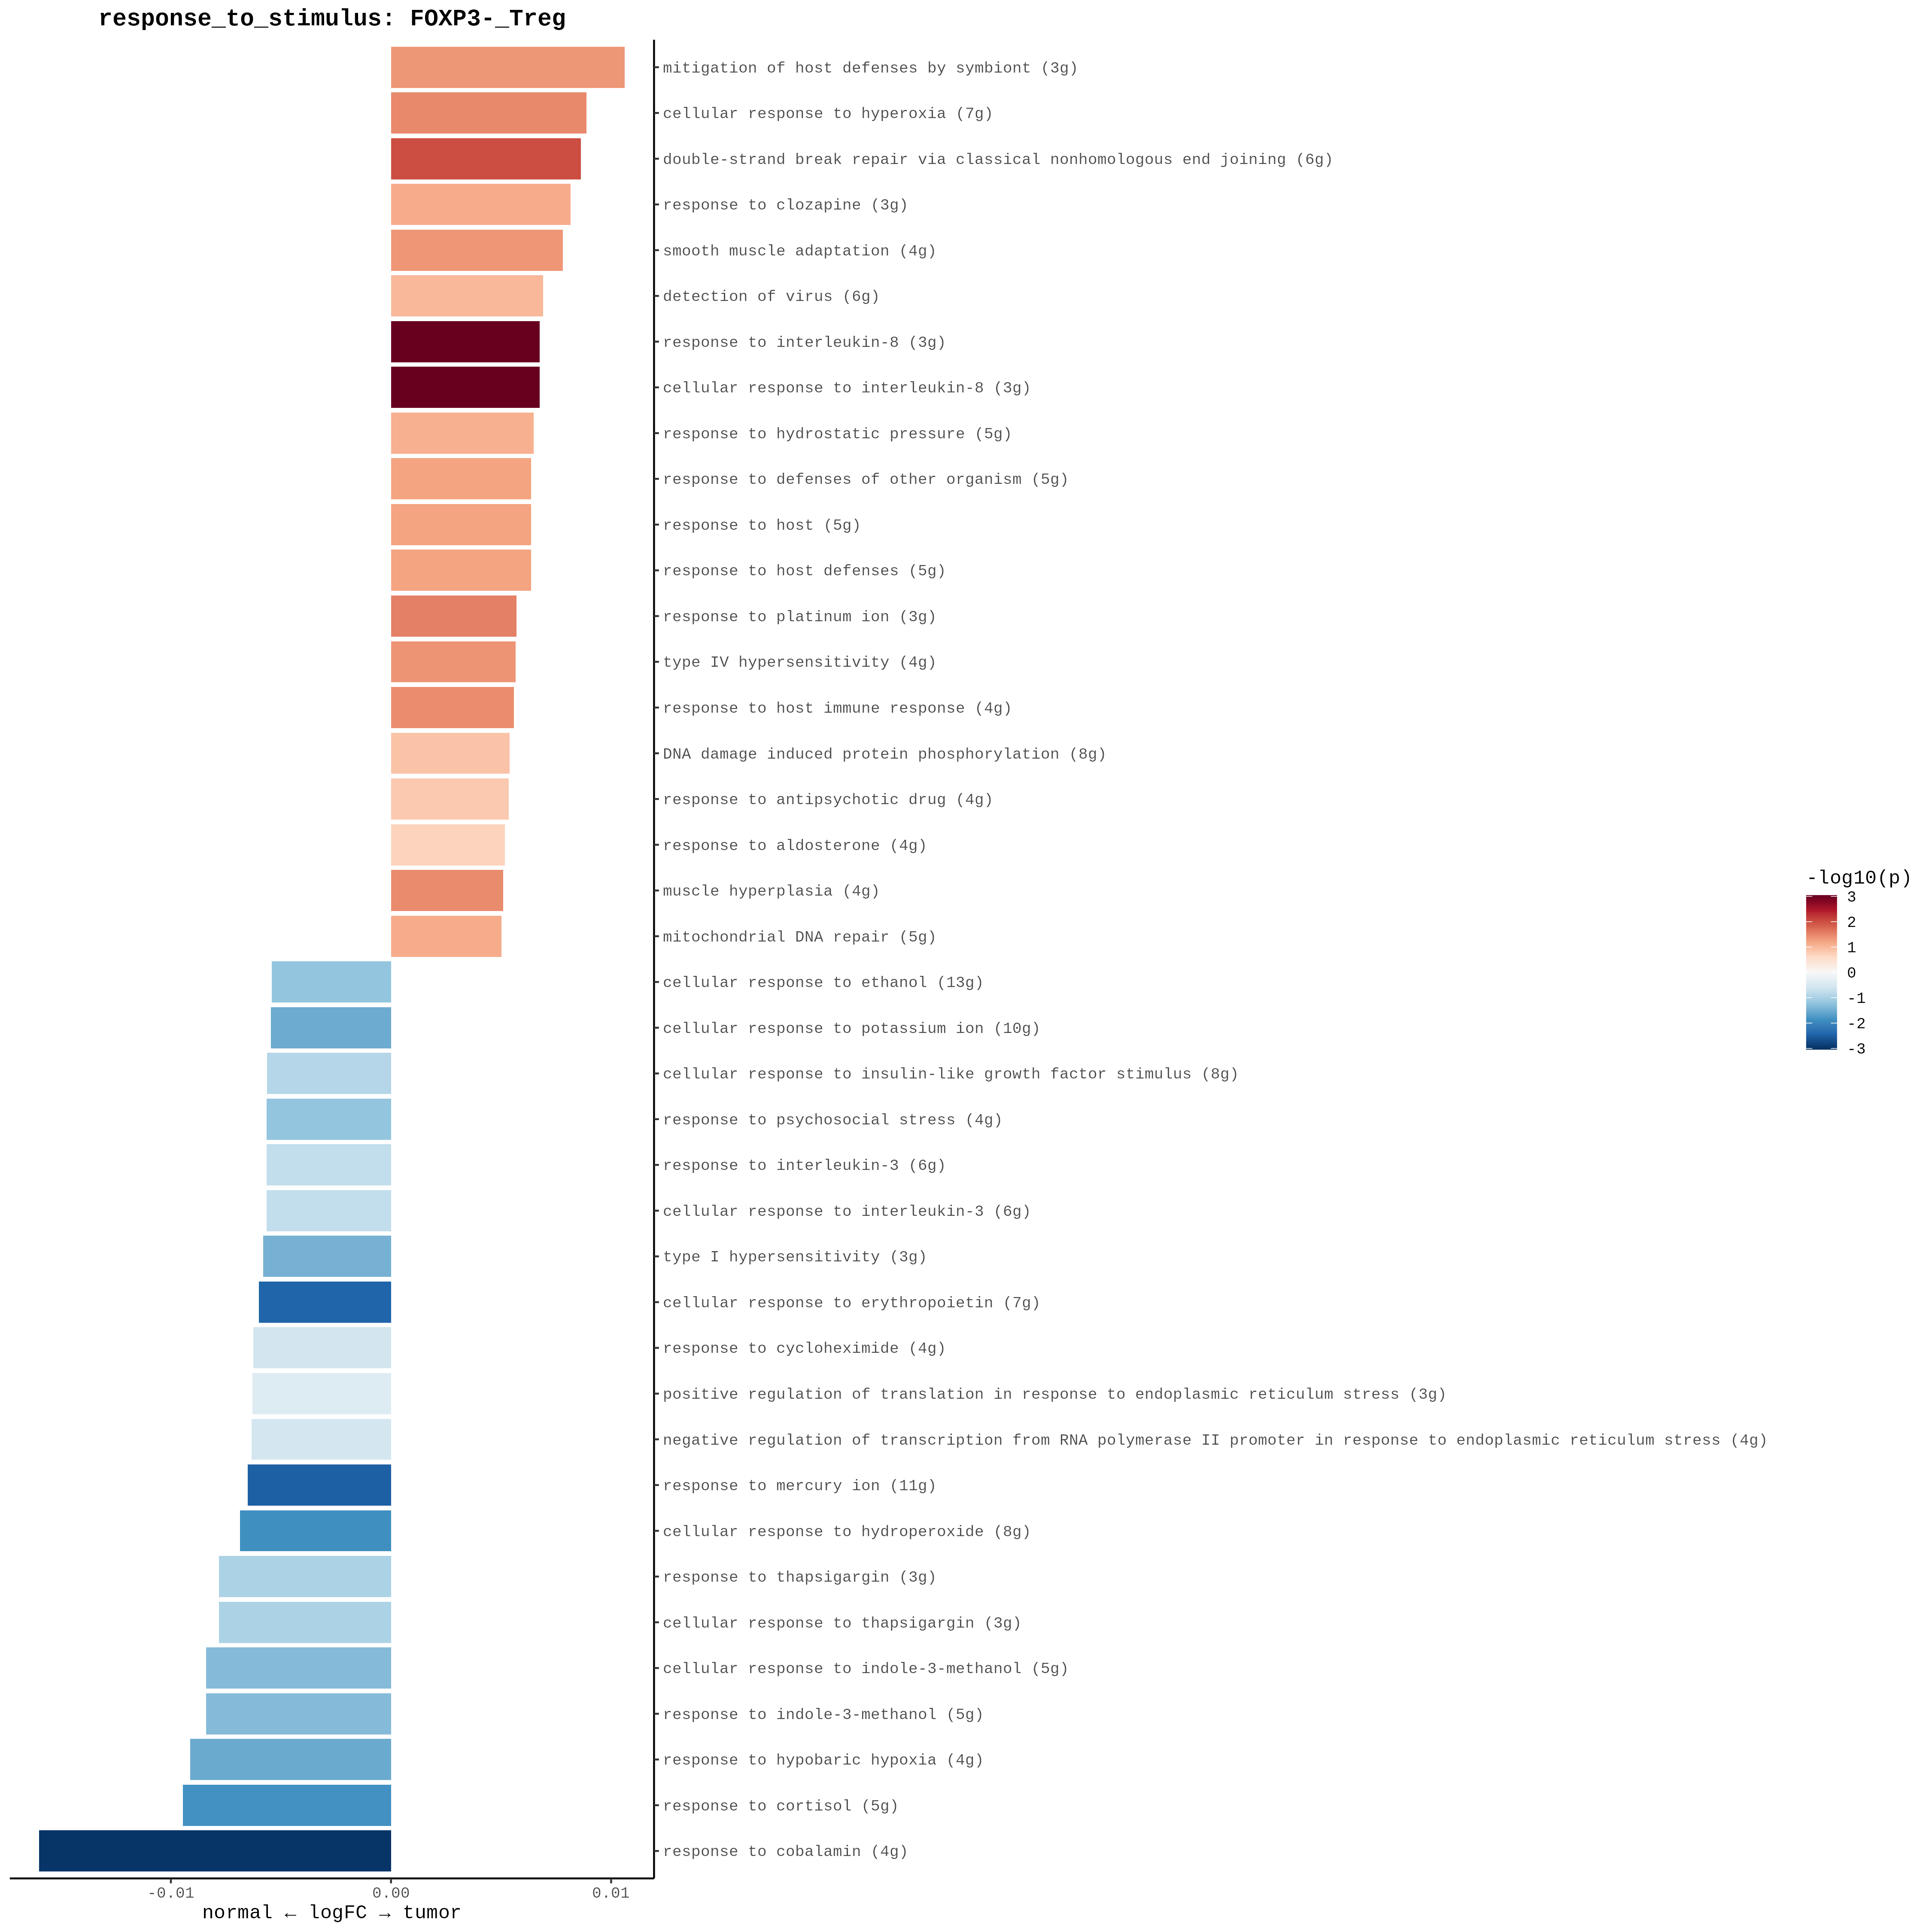 response_to_stimulus: FOXP3-_Treg
mitigation of host defenses by symbiont (3g)
cellular response to hyperoxia (7g)
double-strand break repair via classical nonhomologous end joining (6g)
response to clozapine (3g)
smooth muscle adaptation (4g)
detection of virus (6g)
response to interleukin-8 (3g)
cellular response to interleukin-8 (3g)
response to hydrostatic pressure (5g)
response to defenses of other organism (5g)
response to host (5g)
response to host defenses (5g)
response to platinum ion (3g)
type IV hypersensitivity (4g)
response to host immune response (4g)
DNA damage induced protein phosphorylation (8g)
response to antipsychotic drug (4g)
response to aldosterone (4g)
muscle hyperplasia (4g)
mitochondrial DNA repair (5g)
cellular response to ethanol (13g)
cellular response to potassium ion (10g)
cellular response to insulin-like growth factor stimulus (8g)
response to psychosocial stress (4g)
response to interleukin-3 (6g)
cellular response to interleukin-3 (6g)
type I hypersensitivity (3g)
cellular response to erythropoietin (7g)
response to cycloheximide (4g)
positive regulation of translation in response to endoplasmic reticulum stress (3g)
negative regulation of transcription from RNA polymerase II promoter in response to endoplasmic reticulum stress (4g)
response to mercury ion (11g)
cellular response to hydroperoxide (8g)
response to thapsigargin (3g)
cellular response to thapsigargin (3g)
cellular response to indole-3-methanol (5g)
response to indole-3-methanol (5g)
response to hypobaric hypoxia (4g)
response to cortisol (5g)
response to cobalamin (4g)
-0.01 0.00 0.01
normal ← logFC → tumor
-log10(p)
3
2
1
0
-1
-2
-3